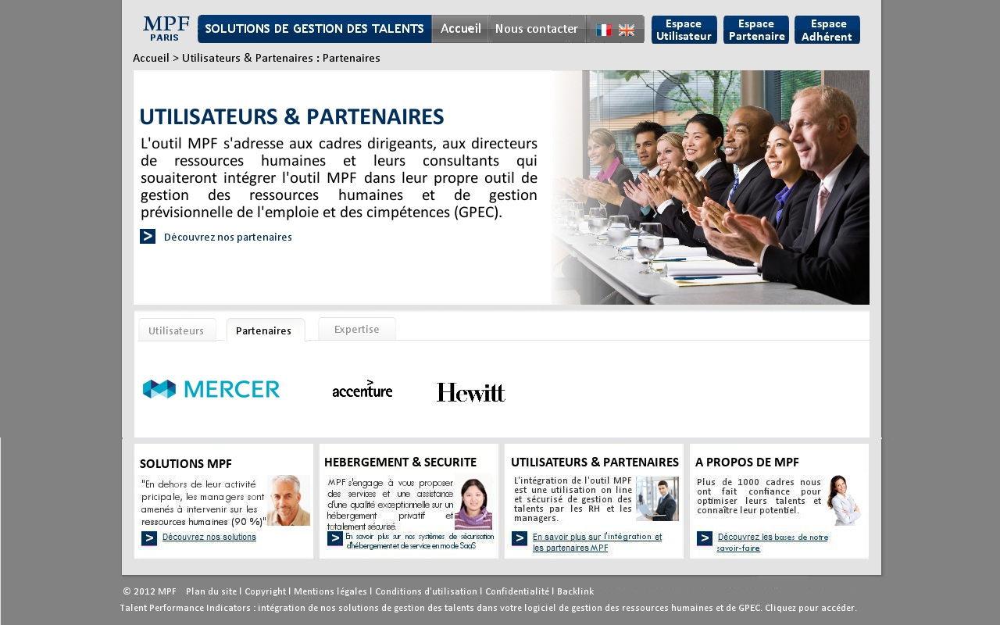 MPF
PARIS
SOLUTIONS DE GESTION DES TALENTS
Accueil
Nous contacter
Espace
Utilisateur
Espace
Partenaire
Espace
Adhérent
Accueil > Utilisateurs & Partenaires : Partenaires
UTILISATEURS & PARTENAIRES
L'outil MPF s'adresse aux cadres dirigeants, aux directeurs
de ressources humaines et leurs consultants qui
souaiteront intégrer l'outil MPF dans leur propre outil de
gestion des ressources humaines et de gestion
prévisionnelle de l'emploie et des cimpétences (GPEC).
> Découvrez nos partenaires
Utilisateurs
Partenaires
Expertise
MERCER
accenture
Hewitt
SOLUTIONS MPF
"En dehors de leur activité
pricipale, les managers sont
amenés à intervenir sur les
ressources humaines (90 %)"
> Découvrez nos solutions
HEBERGEMENT & SECURITE
MPF s'engage à vous proposer
des services et une assistance
d'une qualité exceptionnelle sur un
hébergement privatif et
totalement sécurisé.
> En savoir plus sur nos systèmes de sécurisation
d'hébergement et de service en mode SaaS
UTILISATEURS & PARTENAIRES
L'intégration de l'outil MPF
est une utilisation on line
et sécurisé de gestion des
talents par les RH et les
managers.
> En savoir plus sur l'intégration et
les partenaires MPF
A PROPOS DE MPF
Plus de 1000 cadres nous
ont fait confiance pour
optimiser leurs talents et
connaître leur potentiel.
> Découvrez les bases de notre
savoir-faire
© 2012 MPF Plan du site l Copyright l Mentions légales l Conditions d'utilisation l Confidentialité l Backlink
Talent Performance Indicators : intégration de nos solutions de gestion des talents dans votre logiciel de gestion des ressources humaines et de GPEC. Cliquez pour accéder.